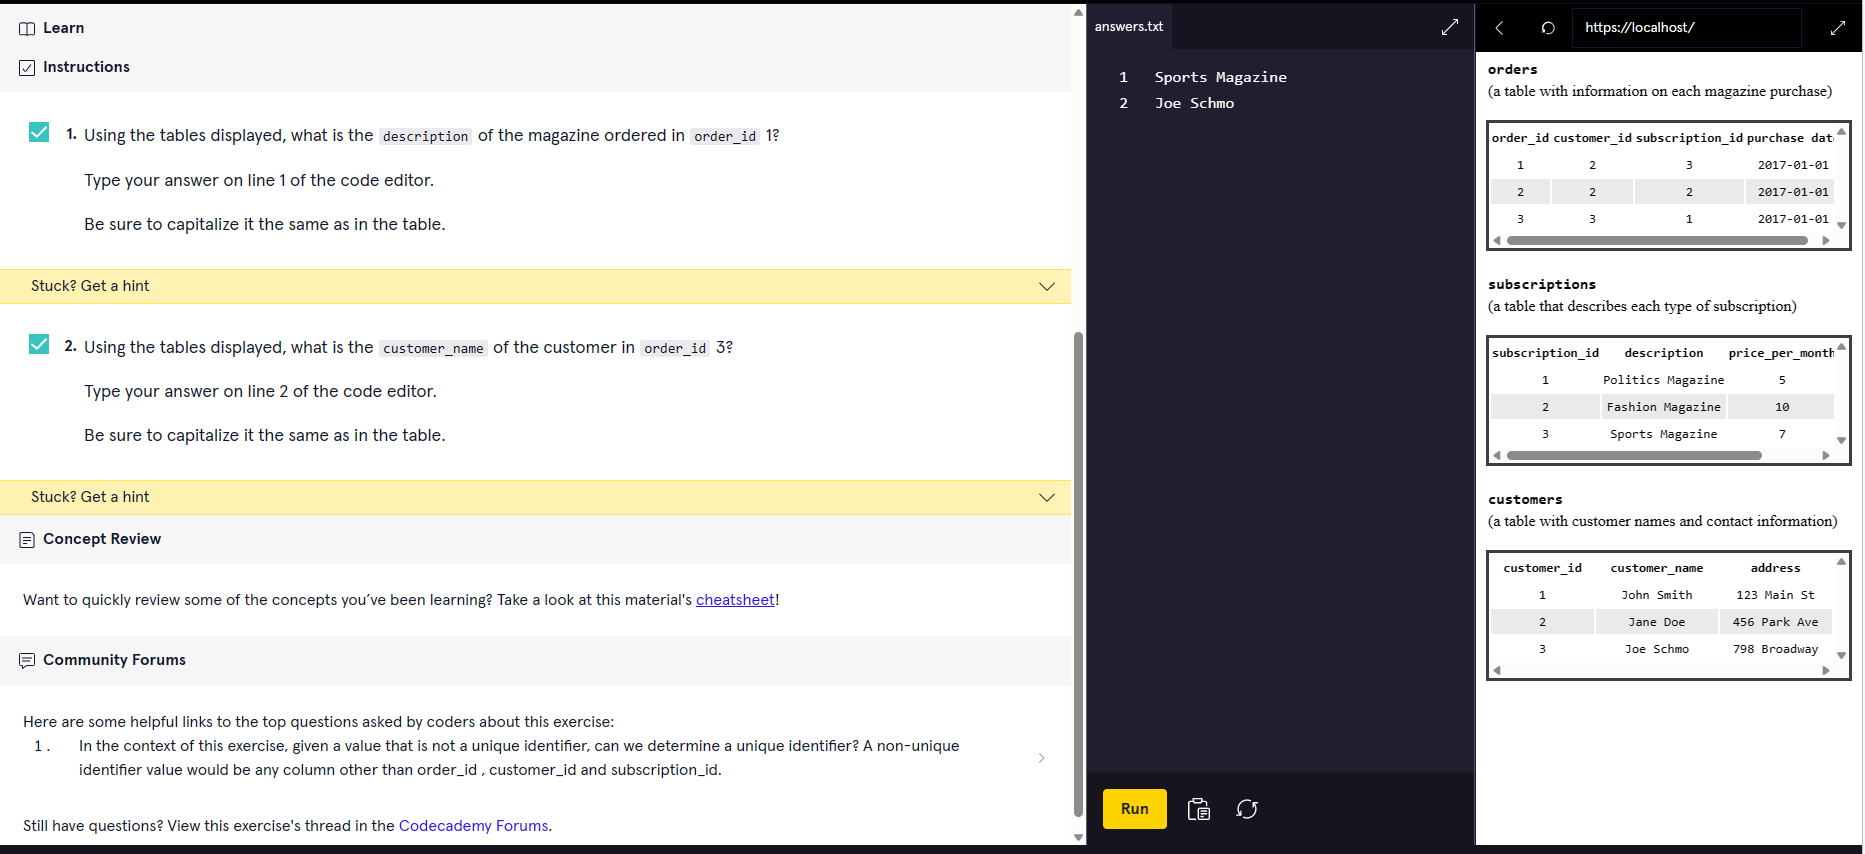 Learn
Instructions
1. Using the tables displayed, what is the description of the magazine ordered in order_id 1?
Type your answer on line 1 of the code editor.
Be sure to capitalize it the same as in the table.
Stuck? Get a hint
2. Using the tables displayed, what is the customer_name of the customer in order_id 3?
Type your answer on line 2 of the code editor.
Be sure to capitalize it the same as in the table.
Stuck? Get a hint
Concept Review
Want to quickly review some of the concepts you’ve been learning? Take a look at this material's cheatsheet!
Community Forums
Here are some helpful links to the top questions asked by coders about this exercise:
1. In the context of this exercise, given a value that is not a unique identifier, can we determine a unique identifier? A non-unique
identifier value would be any column other than order_id , customer_id and subscription_id.
Still have questions? View this exercise's thread in the Codecademy Forums.
answers.txt
1 Sports Magazine
2 Joe Schmo
Run
https://localhost/
orders
(a table with information on each magazine purchase)
order_id customer_id subscription_id purchase dat
1 2 3 2017-01-01
2 2 2 2017-01-01
3 3 1 2017-01-01
subscriptions
(a table that describes each type of subscription)
subscription_id description price_per_month
1 Politics Magazine 5
2 Fashion Magazine 10
3 Sports Magazine 7
customers
(a table with customer names and contact information)
customer_id customer_name address
1 John Smith 123 Main St
2 Jane Doe 456 Park Ave
3 Joe Schmo 798 Broadway